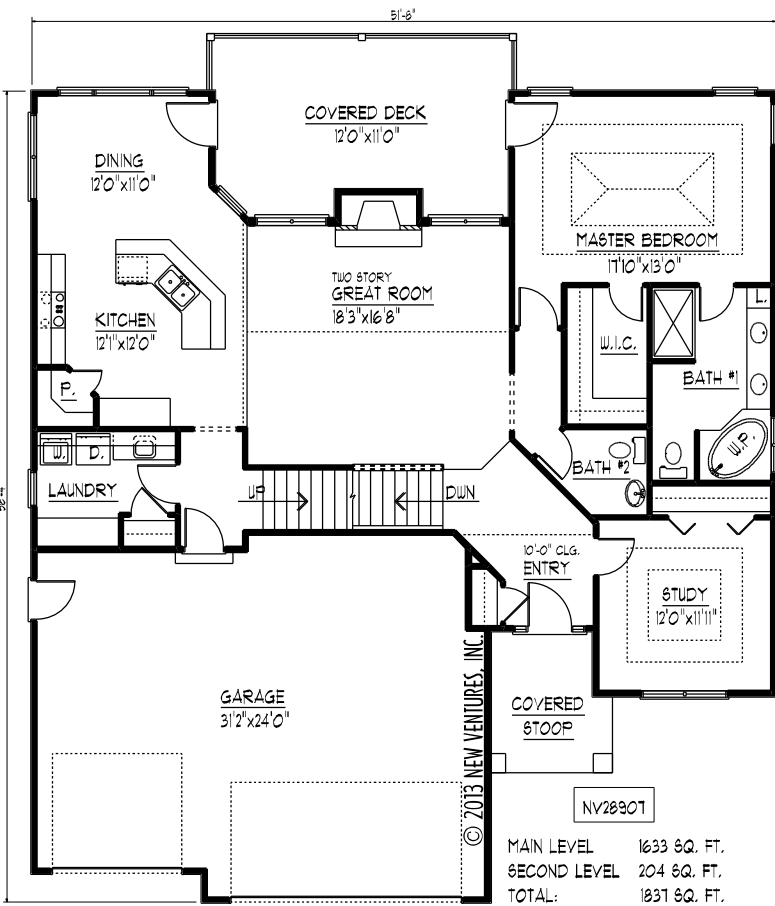 51'-8"
COVERED DECK
12'0"x11'0"
DINING
12'0"x11'0"
MASTER BEDROOM
17'10"x13'0"
TWO STORY
GREAT ROOM
18'3"x16'8"
KITCHEN
12'1"x12'0"
P.
W.I.C.
L.
BATH #1
W.P.
BATH #2
W.
D.
LAUNDRY
UP
DWN
10'-0" CLG.
ENTRY
STUDY
12'0"x11'11"
GARAGE
31'2"x24'0"
COVERED
STOOP
© 2013 NEW VENTURES, INC.
NV28907
MAIN LEVEL 1633 SQ. FT.
SECOND LEVEL 204 SQ. FT.
TOTAL: 1837 SQ. FT.